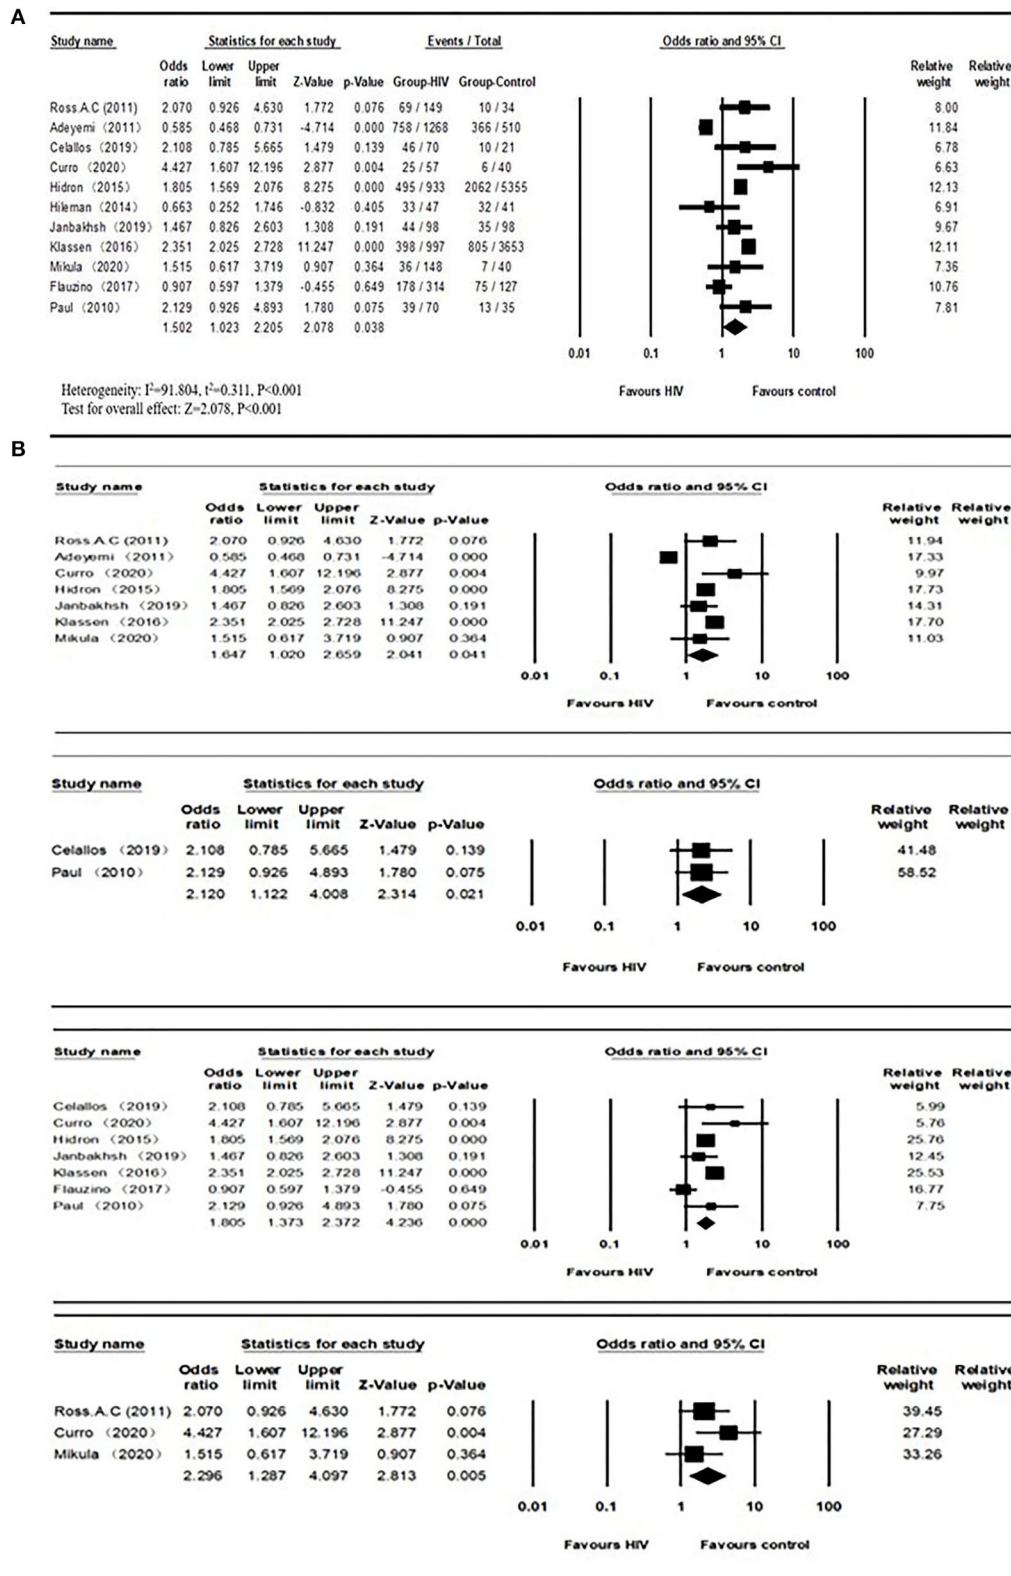 A
Study name Statistics for each study Events / Total Odds ratio and 95% CI
Odds Lower Upper Relative Relative
ratio limit limit Z-Value p-Value Group-HIV Group-Control weight weight
Ross.A.C (2011) 2.070 0.926 4.630 1.772 0.076 69 / 149 10 / 34 8.00
Adeyemi (2011) 0.585 0.468 0.731 -4.714 0.000 758 / 1268 366 / 510 11.84
Celallos (2019) 2.108 0.785 5.665 1.479 0.139 46 / 70 10 / 21 6.78
Curro (2020) 4.427 1.607 12.196 2.877 0.004 25 / 57 6 / 40 6.63
Hidron (2015) 1.805 1.569 2.076 8.275 0.000 495 / 933 2062 / 5355 12.13
Hileman (2014) 0.663 0.252 1.746 -0.832 0.405 33 / 47 32 / 41 6.91
Janbakhsh (2019) 1.467 0.826 2.603 1.308 0.191 44 / 98 35 / 98 9.67
Klassen (2016) 2.351 2.025 2.728 11.247 0.000 398 / 997 805 / 3653 12.11
Mikula (2020) 1.515 0.617 3.719 0.907 0.364 36 / 148 7 / 40 7.36
Flauzino (2017) 0.907 0.597 1.379 -0.455 0.649 178 / 314 75 / 127 10.76
Paul (2010) 2.129 0.926 4.893 1.780 0.075 39 / 70 13 / 35 7.81
1.502 1.023 2.205 2.078 0.038
0.01 0.1 1 10 100
Favours HIV Favours control
Heterogeneity: I²=91.804, t²=0.311, P<0.001
Test for overall effect: Z=2.078, P<0.001
B
Study name Statistics for each study Odds ratio and 95% CI
Odds Lower Upper Relative Relative
ratio limit limit Z-Value p-Value weight weight
Ross.A.C (2011) 2.070 0.926 4.630 1.772 0.076 11.94
Adeyemi (2011) 0.585 0.468 0.731 -4.714 0.000 17.33
Curro (2020) 4.427 1.607 12.196 2.877 0.004 9.97
Hidron (2015) 1.805 1.569 2.076 8.275 0.000 17.73
Janbakhsh (2019) 1.467 0.826 2.603 1.308 0.191 14.31
Klassen (2016) 2.351 2.025 2.728 11.247 0.000 17.70
Mikula (2020) 1.515 0.617 3.719 0.907 0.364 11.03
1.647 1.020 2.659 2.041 0.041
0.01 0.1 1 10 100
Favours HIV Favours control
Study name Statistics for each study Odds ratio and 95% CI
Odds Lower Upper Relative Relative
ratio limit limit Z-Value p-Value weight weight
Celallos (2019) 2.108 0.785 5.665 1.479 0.139 41.48
Paul (2010) 2.129 0.926 4.893 1.780 0.075 58.52
2.120 1.122 4.008 2.314 0.021
0.01 0.1 1 10 100
Favours HIV Favours control
Study name Statistics for each study Odds ratio and 95% CI
Odds Lower Upper Relative Relative
ratio limit limit Z-Value p-Value weight weight
Celallos (2019) 2.108 0.785 5.665 1.479 0.139 5.99
Curro (2020) 4.427 1.607 12.196 2.877 0.004 5.76
Hidron (2015) 1.805 1.569 2.076 8.275 0.000 25.76
Janbakhsh (2019) 1.467 0.826 2.603 1.308 0.191 12.45
Klassen (2016) 2.351 2.025 2.728 11.247 0.000 25.53
Flauzino (2017) 0.907 0.597 1.379 -0.455 0.649 16.77
Paul (2010) 2.129 0.926 4.893 1.780 0.075 7.75
1.805 1.373 2.372 4.236 0.000
0.01 0.1 1 10 100
Favours HIV Favours control
Study name Statistics for each study Odds ratio and 95% CI
Odds Lower Upper Relative Relative
ratio limit limit Z-Value p-Value weight weight
Ross.A.C (2011) 2.070 0.926 4.630 1.772 0.076 39.45
Curro (2020) 4.427 1.607 12.196 2.877 0.004 27.29
Mikula (2020) 1.515 0.617 3.719 0.907 0.364 33.26
2.296 1.287 4.097 2.813 0.005
0.01 0.1 1 10 100
Favours HIV Favours control